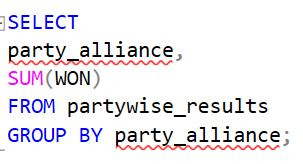 SELECT
party_alliance,
SUM(WON)
FROM partywise_results
GROUP BY party_alliance;